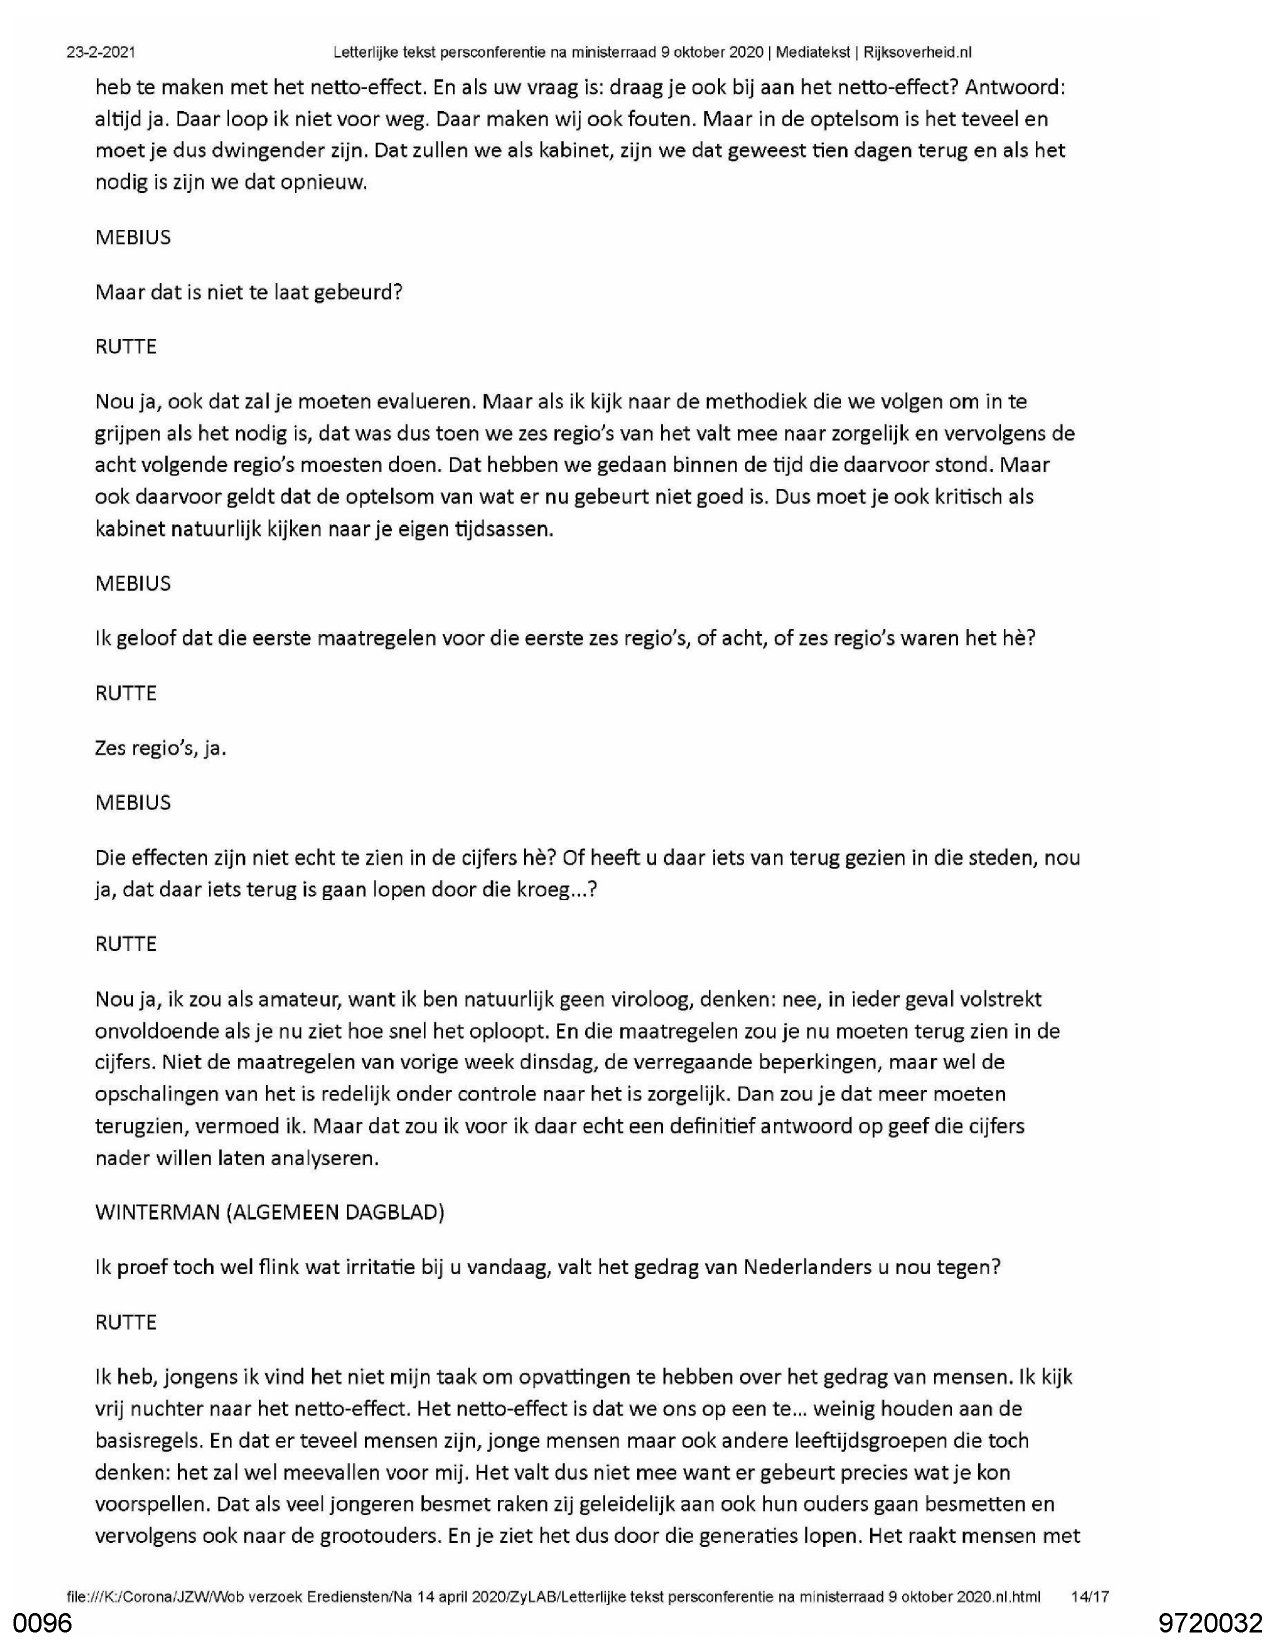 23-2-2021 Letterlijke tekst persconferentie na ministerraad 9 oktober 2020 | Mediatekst | Rijksoverheid.nl
heb te maken met het netto-effect. En als uw vraag is: draag je ook bij aan het netto-effect? Antwoord:
altijd ja. Daar loop ik niet voor weg. Daar maken wij ook fouten. Maar in de optelsom is het teveel en
moet je dus dwingender zijn. Dat zullen we als kabinet, zijn we dat geweest tien dagen terug en als het
nodig is zijn we dat opnieuw.
MEBIUS
Maar dat is niet te laat gebeurd?
RUTTE
Nou ja, ook dat zal je moeten evalueren. Maar als ik kijk naar de methodiek die we volgen om in te
grijpen als het nodig is, dat was dus toen we zes regio's van het valt mee naar zorgelijk en vervolgens de
acht volgende regio's moesten doen. Dat hebben we gedaan binnen de tijd die daarvoor stond. Maar
ook daarvoor geldt dat de optelsom van wat er nu gebeurt niet goed is. Dus moet je ook kritisch als
kabinet natuurlijk kijken naar je eigen tijdsassen.
MEBIUS
Ik geloof dat die eerste maatregelen voor die eerste zes regio's, of acht, of zes regio's waren het hè?
RUTTE
Zes regio's, ja.
MEBIUS
Die effecten zijn niet echt te zien in de cijfers hè? Of heeft u daar iets van terug gezien in die steden, nou
ja, dat daar iets terug is gaan lopen door die kroeg...?
RUTTE
Nou ja, ik zou als amateur, want ik ben natuurlijk geen viroloog, denken: nee, in ieder geval volstrekt
onvoldoende als je nu ziet hoe snel het oploopt. En die maatregelen zou je nu moeten terug zien in de
cijfers. Niet de maatregelen van vorige week dinsdag, de verregaande beperkingen, maar wel de
opschalingen van het is redelijk onder controle naar het is zorgelijk. Dan zou je dat meer moeten
terugzien, vermoed ik. Maar dat zou ik voor ik daar echt een definitief antwoord op geef die cijfers
nader willen laten analyseren.
WINTERMAN (ALGEMEEN DAGBLAD)
Ik proef toch wel flink wat irritatie bij u vandaag, valt het gedrag van Nederlanders u nou tegen?
RUTTE
Ik heb, jongens ik vind het niet mijn taak om opvattingen te hebben over het gedrag van mensen. Ik kijk
vrij nuchter naar het netto-effect. Het netto-effect is dat we ons op een te... weinig houden aan de
basisregels. En dat er teveel mensen zijn, jonge mensen maar ook andere leeftijdsgroepen die toch
denken: het zal wel meevallen voor mij. Het valt dus niet mee want er gebeurt precies wat je kon
voorspellen. Dat als veel jongeren besmet raken zij geleidelijk aan ook hun ouders gaan besmetten en
vervolgens ook naar de grootouders. En je ziet het dus door die generaties lopen. Het raakt mensen met
file:///K:/Corona/JZW/Wob verzoek Erediensten/Na 14 april 2020/ZyLAB/Letterlijke tekst persconferentie na ministerraad 9 oktober 2020.nl.html 14/17
0096 9720032